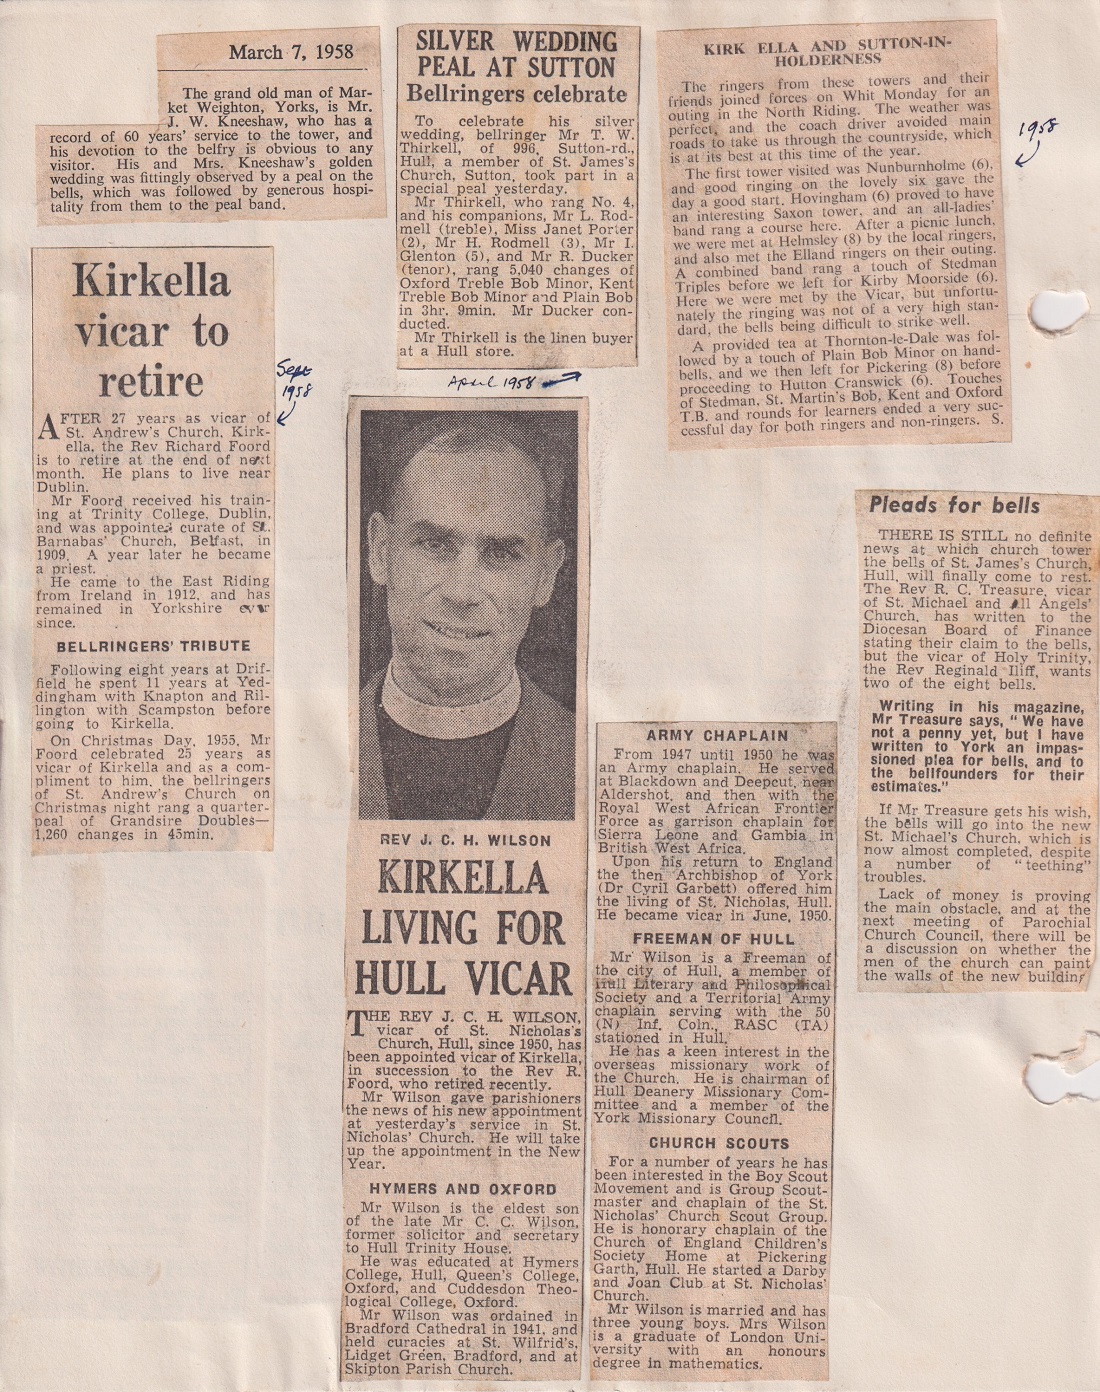 March 7, 1958
The grand old man of Mar-
ket Weighton, Yorks, is Mr.
J. W. Kneeshaw, who has a
record of 60 years' service to the tower, and
his devotion to the belfry is obvious to any
visitor. His and Mrs. Kneeshaw's golden
wedding was fittingly observed by a peal on the
bells, which was followed by generous hospi-
tality from them to the peal band.
Kirkella
vicar to
retire
Sept
1958
AFTER 27 years as vicar of
St. Andrew's Church, Kirk-
ella, the Rev Richard Foord
is to retire at the end of next
month. He plans to live near
Dublin.
Mr Foord received his train-
ing at Trinity College, Dublin,
and was appointed curate of St.
Barnabas' Church, Belfast, in
1909. A year later he became
a priest.
He came to the East Riding
from Ireland in 1912, and has
remained in Yorkshire ever
since.
BELLRINGERS' TRIBUTE
Following eight years at Drif-
field he spent 11 years at Yed-
dingham with Knapton and Ril-
lington with Scampston before
going to Kirkella.
On Christmas Day, 1955, Mr
Foord celebrated 25 years as
vicar of Kirkella and as a com-
pliment to him, the bellringers
of St. Andrew's Church on
Christmas night rang a quarter-
peal of Grandsire Doubles—
1,260 changes in 45min.
SILVER WEDDING
PEAL AT SUTTON
Bellringers celebrate
To celebrate his silver
wedding, bellringer Mr T. W.
Thirkell, of 996, Sutton-rd.,
Hull, a member of St. James's
Church, Sutton, took part in a
special peal yesterday.
Mr Thirkell, who rang No. 4,
and his companions, Mr L. Rod-
mell (treble), Miss Janet Porter
(2), Mr H. Rodmell (3), Mr I.
Glenton (5), and Mr R. Ducker
(tenor), rang 5,040 changes of
Oxford Treble Bob Minor, Kent
Treble Bob Minor and Plain Bob
in 3hr. 9min. Mr Ducker con-
ducted.
Mr Thirkell is the linen buyer
at a Hull store.
April 1958
REV J. C. H. WILSON
KIRKELLA
LIVING FOR
HULL VICAR
THE REV J. C. H. WILSON,
vicar of St. Nicholas's
Church, Hull, since 1950, has
been appointed vicar of Kirkella,
in succession to the Rev R.
Foord, who retired recently.
Mr Wilson gave parishioners
the news of his new appointment
at yesterday's service in St.
Nicholas' Church. He will take
up the appointment in the New
Year.
HYMERS AND OXFORD
Mr Wilson is the eldest son
of the late Mr C. C. Wilson,
former solicitor and secretary
to Hull Trinity House.
He was educated at Hymers
College, Hull, Queen's College,
Oxford, and Cuddesdon Theo-
logical College, Oxford.
Mr Wilson was ordained in
Bradford Cathedral in 1941, and
held curacies at St. Wilfrid's,
Lidget Green, Bradford, and at
Skipton Parish Church.
ARMY CHAPLAIN
From 1947 until 1950 he was
an Army chaplain. He served
at Blackdown and Deepcut, near
Aldershot, and then with the
Royal West African Frontier
Force as garrison chaplain for
Sierra Leone and Gambia in
British West Africa.
Upon his return to England
the then Archbishop of York
(Dr Cyril Garbett) offered him
the living of St. Nicholas, Hull.
He became vicar in June, 1950.
FREEMAN OF HULL
Mr Wilson is a Freeman of
the city of Hull, a member of
Hull Literary and Philosophical
Society and a Territorial Army
chaplain serving with the 50
(N) Inf. Coln., RASC (TA)
stationed in Hull.
He has a keen interest in the
overseas missionary work of
the Church. He is chairman of
Hull Deanery Missionary Com-
mittee and a member of the
York Missionary Council.
CHURCH SCOUTS
For a number of years he has
been interested in the Boy Scout
Movement and is Group Scout-
master and chaplain of the St.
Nicholas' Church Scout Group.
He is honorary chaplain of the
Church of England Children's
Society Home at Pickering
Garth, Hull. He started a Darby
and Joan Club at St. Nicholas'
Church.
Mr Wilson is married and has
three young boys. Mrs Wilson
is a graduate of London Uni-
versity with an honours
degree in mathematics.
KIRK ELLA AND SUTTON-IN-
HOLDERNESS
1958
The ringers from these towers and their
friends joined forces on Whit Monday for an
outing in the North Riding. The weather was
perfect, and the coach driver avoided main
roads to take us through the countryside, which
is at its best at this time of the year.
The first tower visited was Nunburnholme (6),
and good ringing on the lovely six gave the
day a good start. Hovingham (6) proved to have
an interesting Saxon tower, and an all-ladies'
band rang a course here. After a picnic lunch,
we were met at Helmsley (8) by the local ringers,
and also met the Elland ringers on their outing.
A combined band rang a touch of Stedman
Triples before we left for Kirby Moorside (6).
Here we were met by the Vicar, but unfortu-
nately the ringing was not of a very high stan-
dard, the bells being difficult to strike well.
A provided tea at Thornton-le-Dale was fol-
lowed by a touch of Plain Bob Minor on hand-
bells, and we then left for Pickering (8) before
proceeding to Hutton Cranswick (6). Touches
of Stedman, St. Martin's Bob, Kent and Oxford
T.B. and rounds for learners ended a very suc-
cessful day for both ringers and non-ringers. S.
Pleads for bells
THERE IS STILL no definite
news at which church tower
the bells of St. James's Church,
Hull, will finally come to rest.
The Rev R. C. Treasure, vicar
of St. Michael and All Angels'
Church, has written to the
Diocesan Board of Finance
stating their claim to the bells,
but the vicar of Holy Trinity,
the Rev Reginald Iliff, wants
two of the eight bells.
Writing in his magazine,
Mr Treasure says, "We have
not a penny yet, but I have
written to York an impas-
sioned plea for bells, and to
the bellfounders for their
estimates."
If Mr Treasure gets his wish,
the bells will go into the new
St. Michael's Church, which is
now almost completed, despite
a number of "teething"
troubles.
Lack of money is proving
the main obstacle, and at the
next meeting of Parochial
Church Council, there will be
a discussion on whether the
men of the church can paint
the walls of the new building